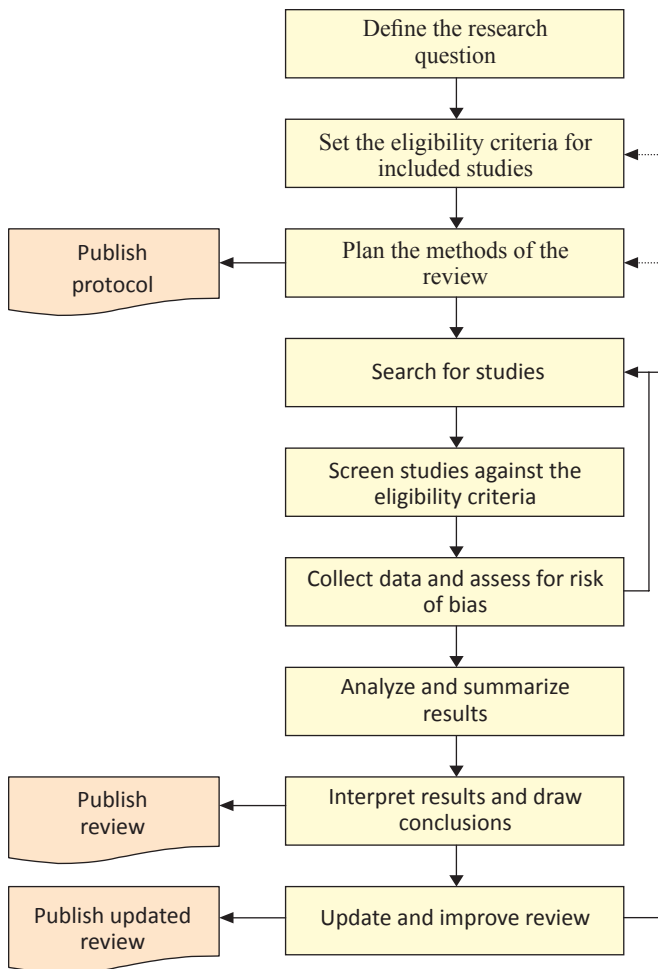 Define the research
question
Set the eligibility criteria for
included studies
Publish
protocol
Plan the methods of the
review
Search for studies
Screen studies against the
eligibility criteria
Collect data and assess for risk
of bias
Analyze and summarize
results
Publish
review
Interpret results and draw
conclusions
Publish updated
review
Update and improve review